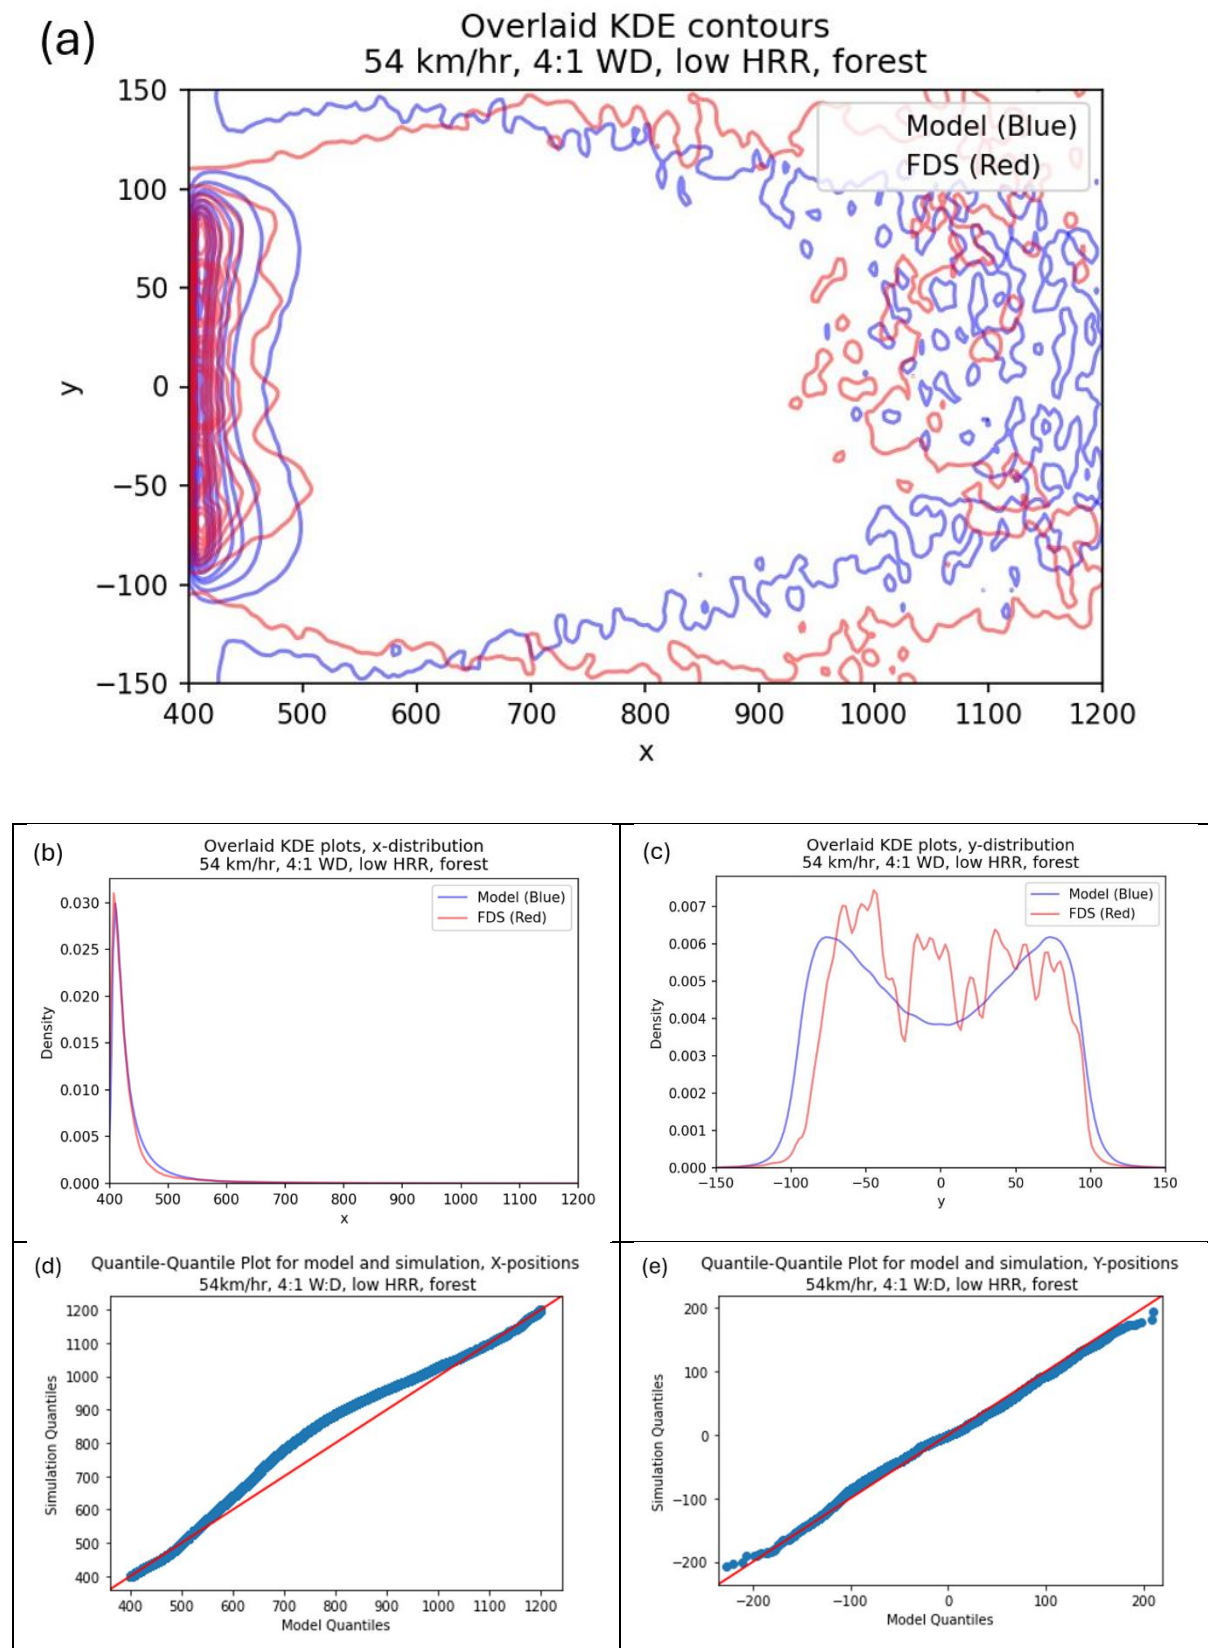 (a)
Overlaid KDE contours
54 km/hr, 4:1 WD, low HRR, forest
Model (Blue)
FDS (Red)
150
100
50
0
−50
−100
−150
y
400 500 600 700 800 900 1000 1100 1200
x
(b)
Overlaid KDE plots, x-distribution
54 km/hr, 4:1 WD, low HRR, forest
Model (Blue)
FDS (Red)
0.030
0.025
0.020
0.015
0.010
0.005
0.000
Density
400 500 600 700 800 900 1000 1100 1200
x
(c)
Overlaid KDE plots, y-distribution
54 km/hr, 4:1 WD, low HRR, forest
Model (Blue)
FDS (Red)
0.007
0.006
0.005
0.004
0.003
0.002
0.001
0.000
Density
−150 −100 −50 0 50 100 150
y
(d)
Quantile-Quantile Plot for model and simulation, X-positions
54km/hr, 4:1 W:D, low HRR, forest
1200
1100
1000
900
800
700
600
500
400
Simulation Quantiles
400 500 600 700 800 900 1000 1100 1200
Model Quantiles
(e)
Quantile-Quantile Plot for model and simulation, Y-positions
54km/hr, 4:1 W:D, low HRR, forest
200
100
0
−100
−200
Simulation Quantiles
−200 −100 0 100 200
Model Quantiles